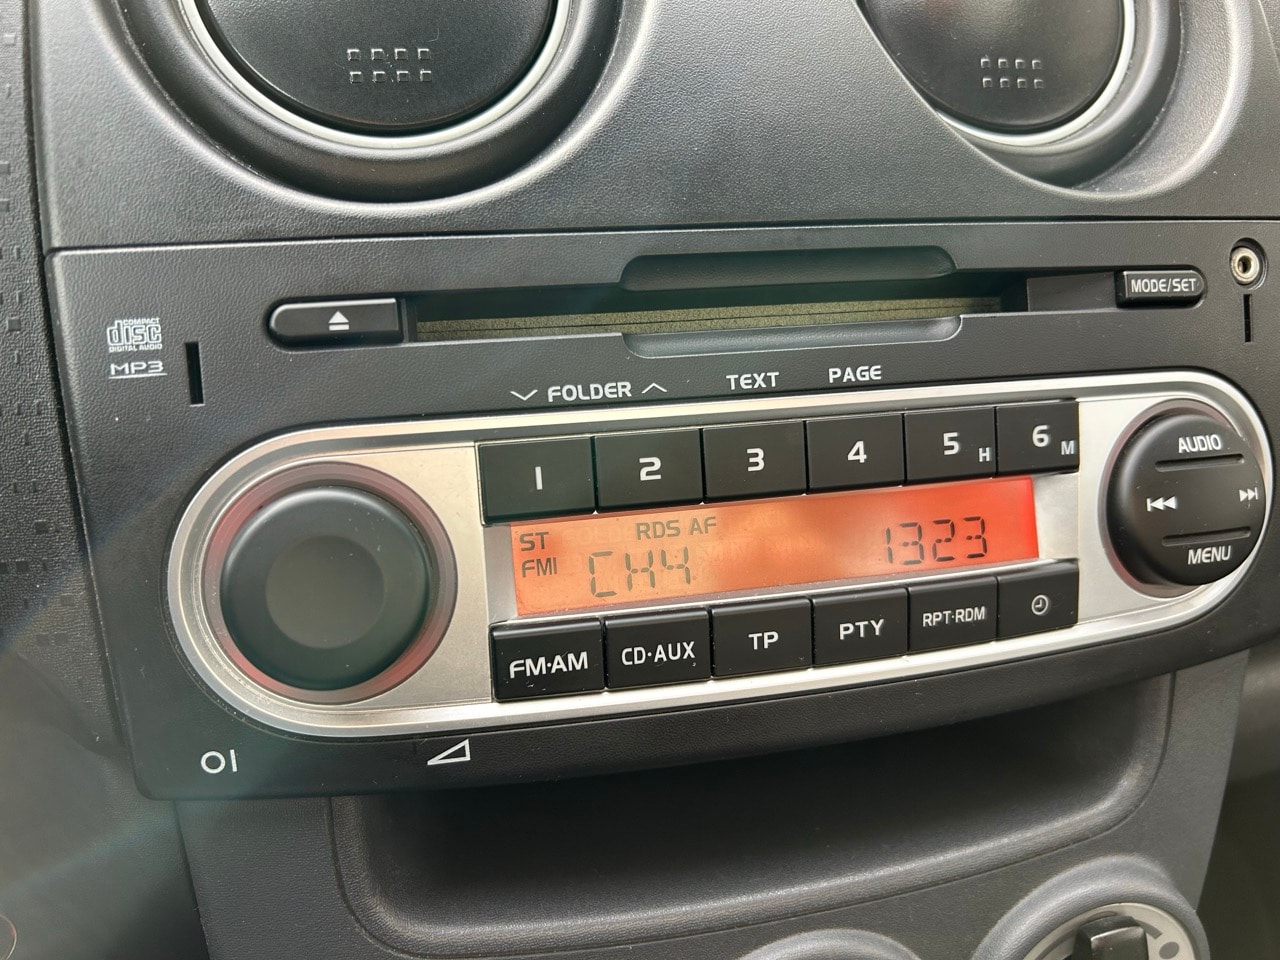 MODE/SET
COMPACT
disc
DIGITAL AUDIO
MP3
FOLDER TEXT PAGE
1 2 3 4 5 H 6 M
AUDIO
MENU
ST RDS AF
FM1 CH4 1323
FM·AM CD·AUX TP PTY RPT·RDM